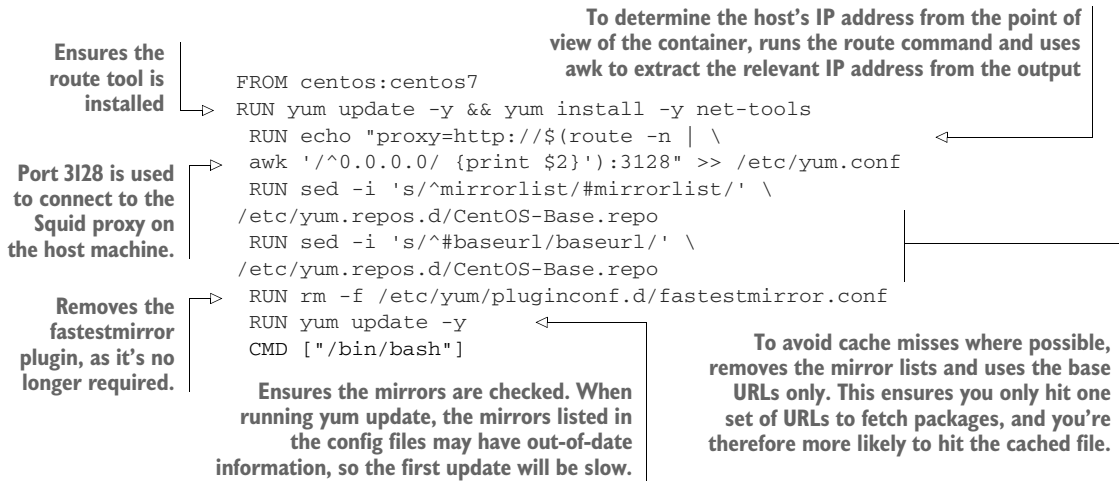 To determine the host's IP address from the point of
view of the container, runs the route command and uses
awk to extract the relevant IP address from the output
Ensures the
route tool is
installed
FROM centos:centos7
RUN yum update -y && yum install -y net-tools
RUN echo "proxy=http://$(route -n | \
awk '/^0.0.0.0/ {print $2}'):3128" >> /etc/yum.conf
RUN sed -i 's/^mirrorlist/#mirrorlist/' \
/etc/yum.repos.d/CentOS-Base.repo
RUN sed -i 's/^#baseurl/baseurl/' \
/etc/yum.repos.d/CentOS-Base.repo
RUN rm -f /etc/yum/pluginconf.d/fastestmirror.conf
RUN yum update -y
CMD ["/bin/bash"]
Port 3128 is used
to connect to the
Squid proxy on
the host machine.
Removes the
fastestmirror
plugin, as it's no
longer required.
Ensures the mirrors are checked. When
running yum update, the mirrors listed in
the config files may have out-of-date
information, so the first update will be slow.
To avoid cache misses where possible,
removes the mirror lists and uses the base
URLs only. This ensures you only hit one
set of URLs to fetch packages, and you're
therefore more likely to hit the cached file.